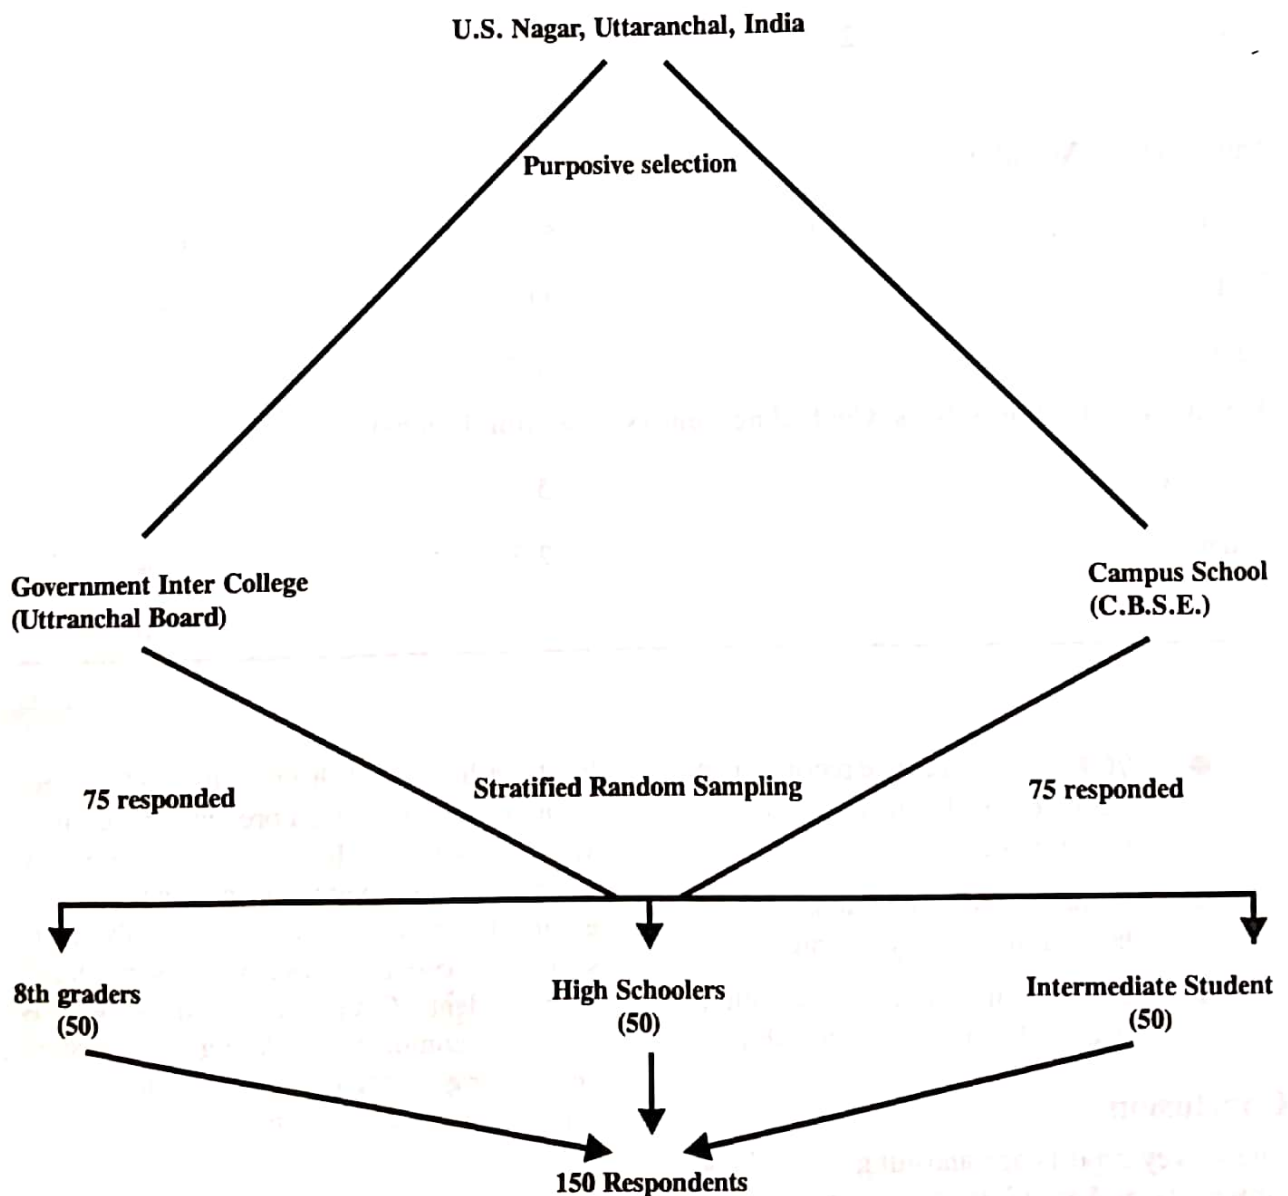 U.S. Nagar, Uttaranchal, India
Purposive selection
Government Inter College
(Uttranchal Board)
Campus School
(C.B.S.E.)
75 responded
Stratified Random Sampling
75 responded
8th graders
(50)
High Schoolers
(50)
Intermediate Student
(50)
150 Respondents